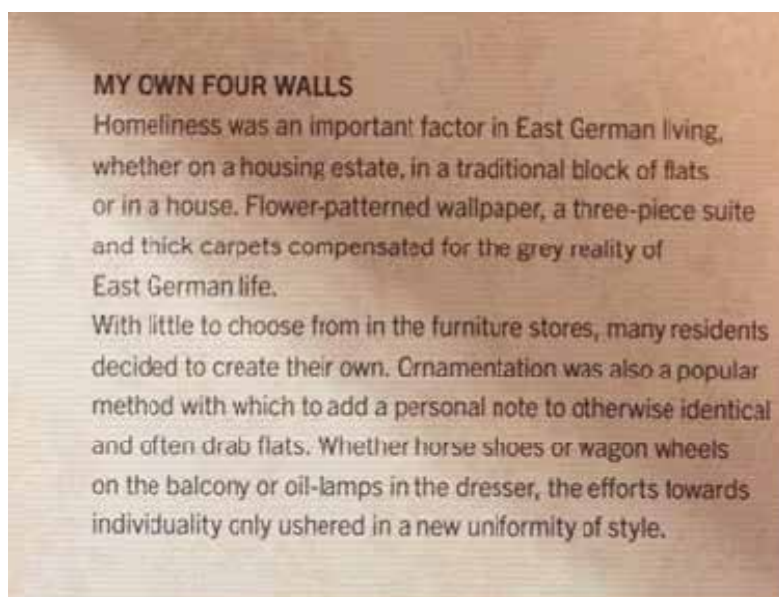 MY OWN FOUR WALLS
Homeliness was an important factor in East German living,
whether on a housing estate, in a traditional block of flats
or in a house. Flower-patterned wallpaper, a three-piece suite
and thick carpets compensated for the grey reality of
East German life.
With little to choose from in the furniture stores, many residents
decided to create their own. Ornamentation was also a popular
method with which to add a personal note to otherwise identical
and often drab flats. Whether horse shoes or wagon wheels
on the balcony or oil-lamps in the dresser, the efforts towards
individuality only ushered in a new uniformity of style.